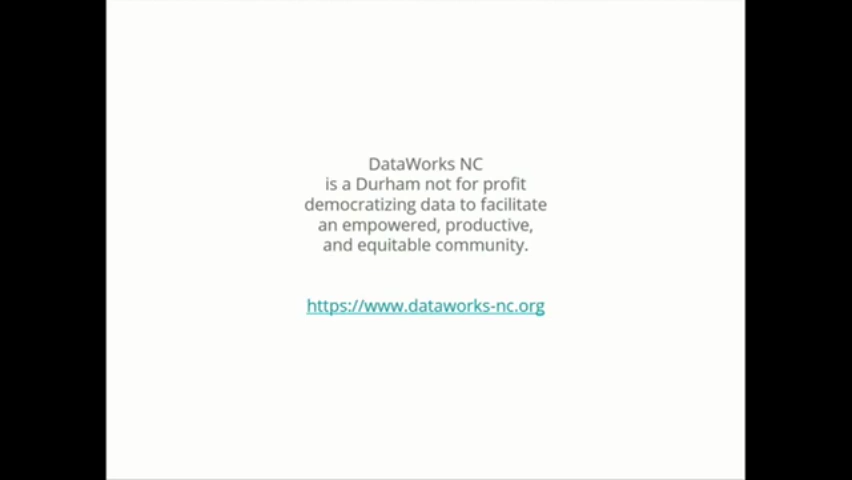 DataWorks NC
is a Durham not for profit
democratizing data to facilitate
an empowered, productive,
and equitable community.
https://www.dataworks-nc.org